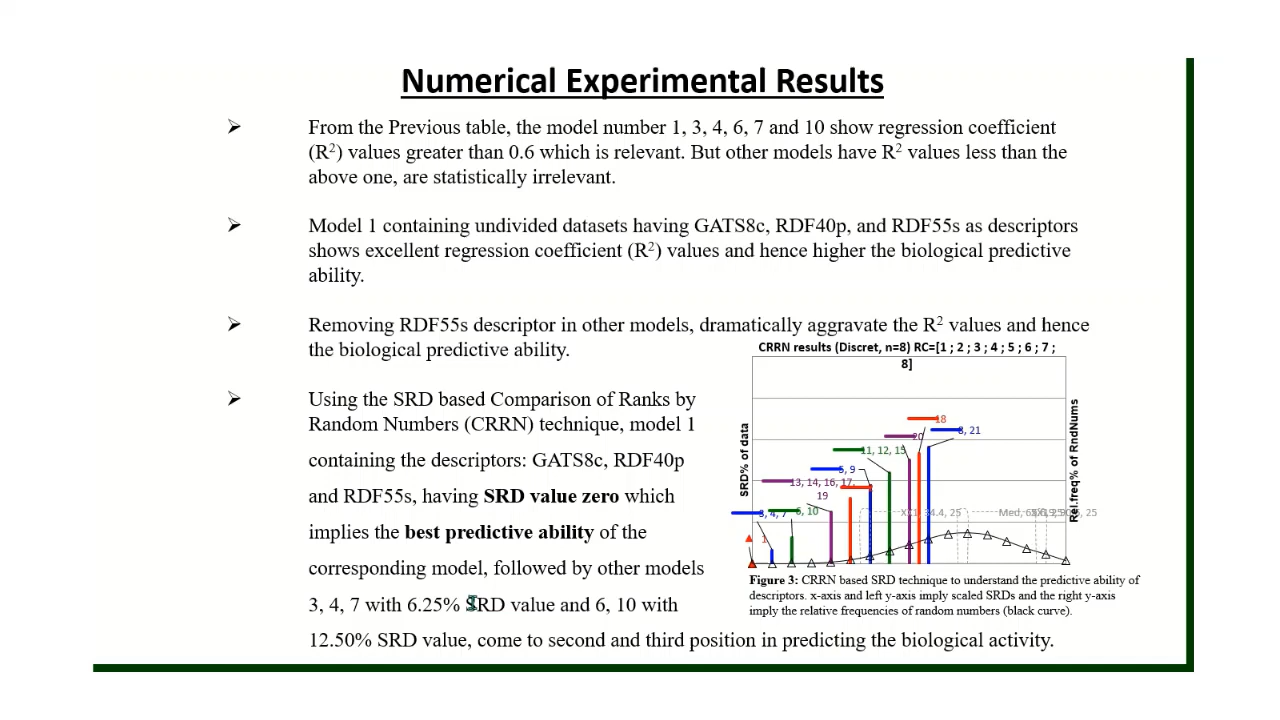 Numerical Experimental Results
➢ From the Previous table, the model number 1, 3, 4, 6, 7 and 10 show regression coefficient
(R²) values greater than 0.6 which is relevant. But other models have R² values less than the
above one, are statistically irrelevant.
➢ Model 1 containing undivided datasets having GATS8c, RDF40p, and RDF55s as descriptors
shows excellent regression coefficient (R²) values and hence higher the biological predictive
ability.
➢ Removing RDF55s descriptor in other models, dramatically aggravate the R² values and hence
the biological predictive ability.
➢ Using the SRD based Comparison of Ranks by
Random Numbers (CRRN) technique, model 1
containing the descriptors: GATS8c, RDF40p
and RDF55s, having SRD value zero which
implies the best predictive ability of the
corresponding model, followed by other models
3, 4, 7 with 6.25% SRD value and 6, 10 with
12.50% SRD value, come to second and third position in predicting the biological activity.
CRRN results (Discret, n=8) RC=[1 ; 2 ; 3 ; 4 ; 5 ; 6 ; 7 ;
8]
SRD% of data
Rel.freq% of RndNums
18
20
8, 21
11, 12, 15
5, 9
13, 14, 16, 17,
19
3, 4, 7
6, 10
1
Figure 3: CRRN based SRD technique to understand the predictive ability of
descriptors. x-axis and left y-axis imply scaled SRDs and the right y-axis
imply the relative frequencies of random numbers (black curve).